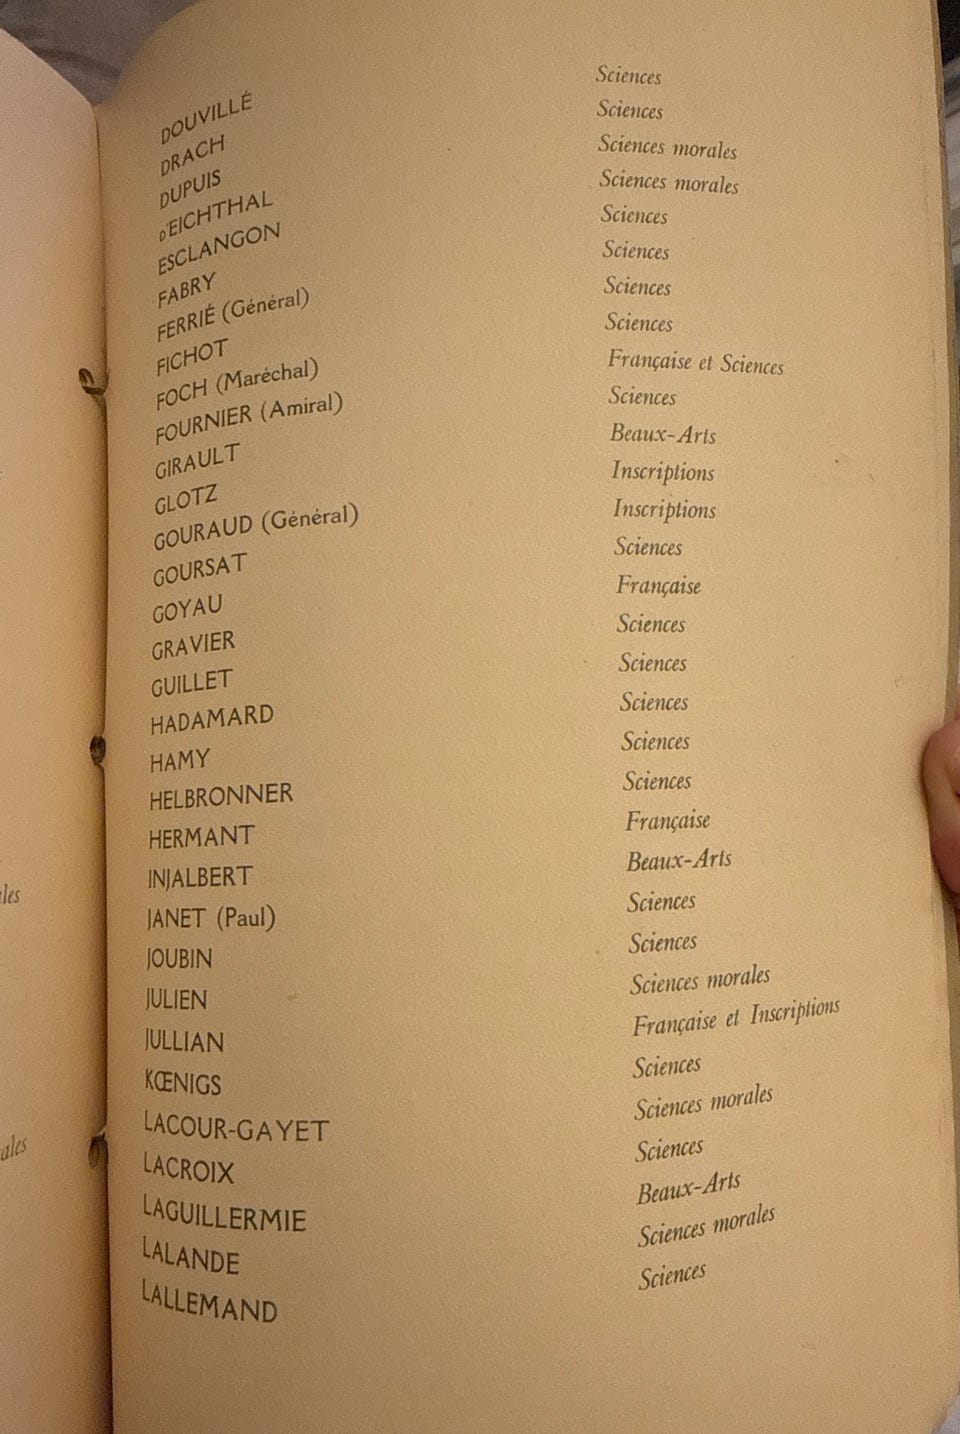 DOUVILLÉ Sciences
DRACH Sciences
DUPUIS Sciences morales
D'EICHTHAL Sciences morales
ESCLANGON Sciences
FABRY Sciences
FERRIÉ (Général) Sciences
FICHOT Sciences
FOCH (Maréchal) Française et Sciences
FOURNIER (Amiral) Sciences
GIRAULT Beaux-Arts
GLOTZ Inscriptions
GOURAUD (Général) Inscriptions
GOURSAT Sciences
GOYAU Française
GRAVIER Sciences
GUILLET Sciences
HADAMARD Sciences
HAMY Sciences
HELBRONNER Sciences
HERMANT Française
INJALBERT Beaux-Arts
JANET (Paul) Sciences
JOUBIN Sciences
JULIEN Sciences morales
JULLIAN Française et Inscriptions
KŒNIGS Sciences
LACOUR-GAYET Sciences morales
LACROIX Sciences
LAGUILLERMIE Beaux-Arts
LALANDE Sciences morales
LALLEMAND Sciences